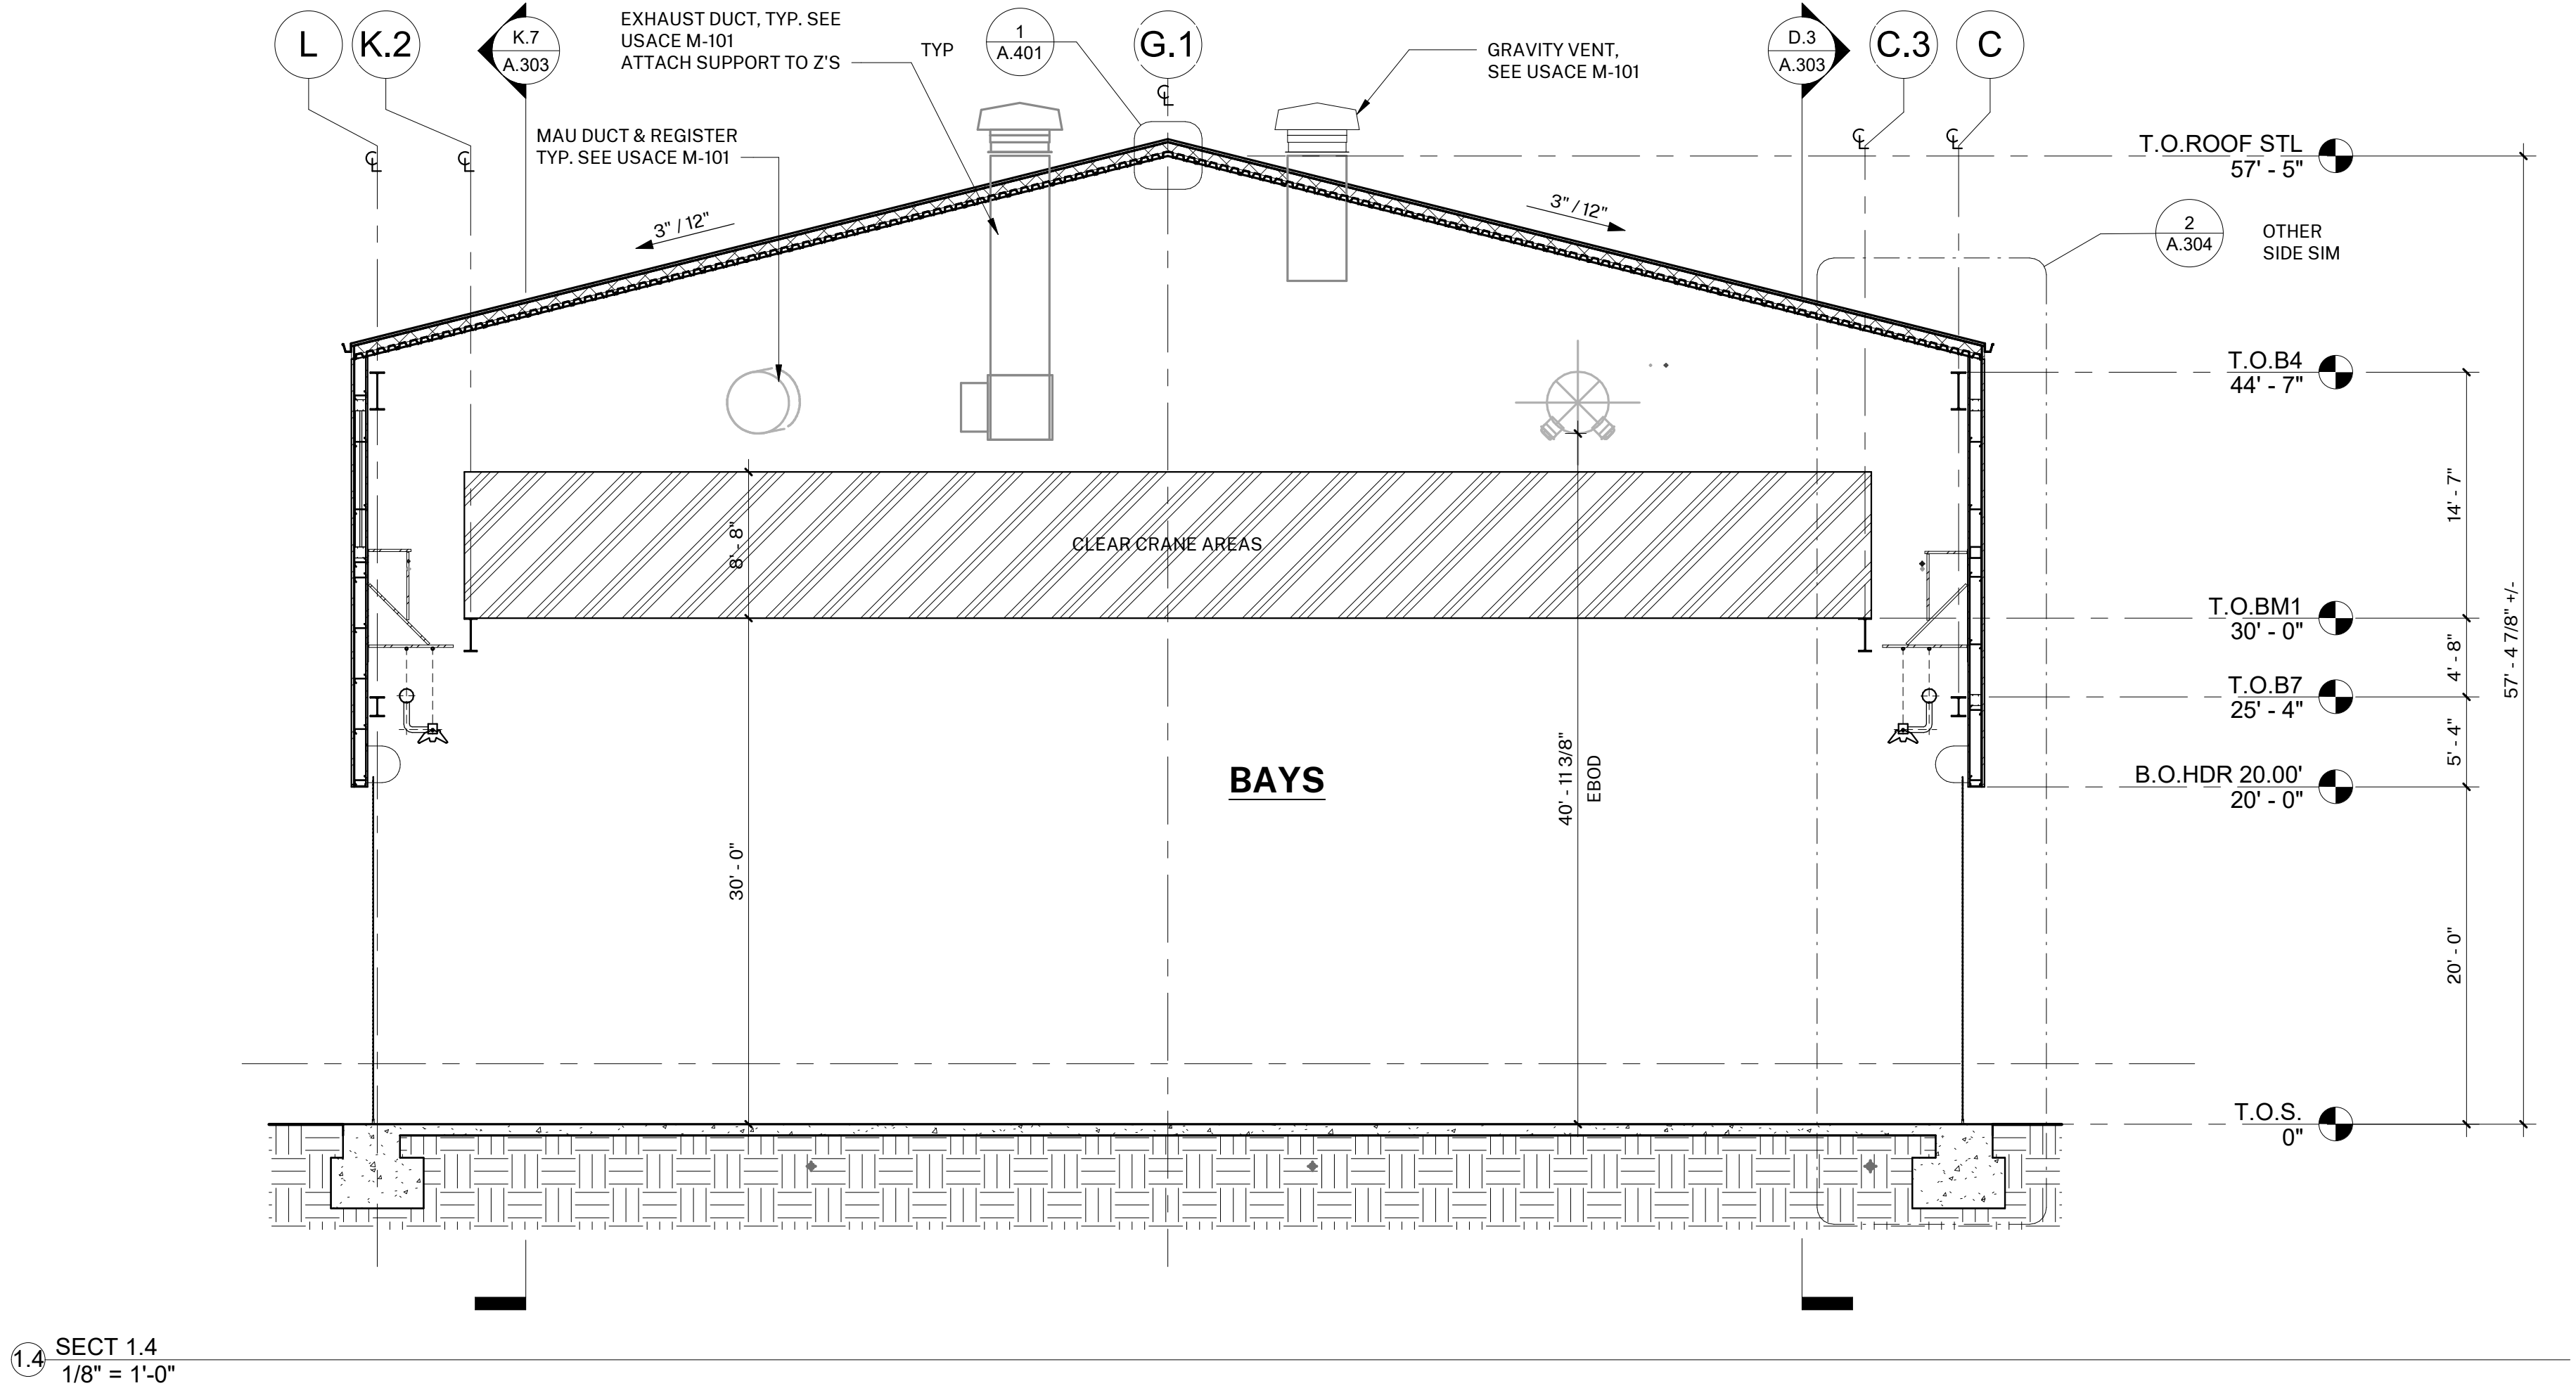 L
K.2
K.7
A.303
EXHAUST DUCT, TYP. SEE
USACE M-101
ATTACH SUPPORT TO Z'S
TYP
1
A.401
G.1
GRAVITY VENT,
SEE USACE M-101
D.3
A.303
C.3
C
MAU DUCT & REGISTER
TYP. SEE USACE M-101
℄
℄
℄
℄
℄
T.O.ROOF STL
57' - 5"
3" / 12"
3" / 12"
2
A.304
OTHER
SIDE SIM
T.O.B4
44' - 7"
14' - 7"
8' - 8"
CLEAR CRANE AREAS
T.O.BM1
30' - 0"
57' - 4 7/8" +/-
4' - 8"
T.O.B7
25' - 4"
5' - 4"
B.O.HDR 20.00'
20' - 0"
BAYS
40' - 11 3/8"
EBOD
30' - 0"
20' - 0"
T.O.S.
0"
1.4
SECT 1.4
1/8" = 1'-0"